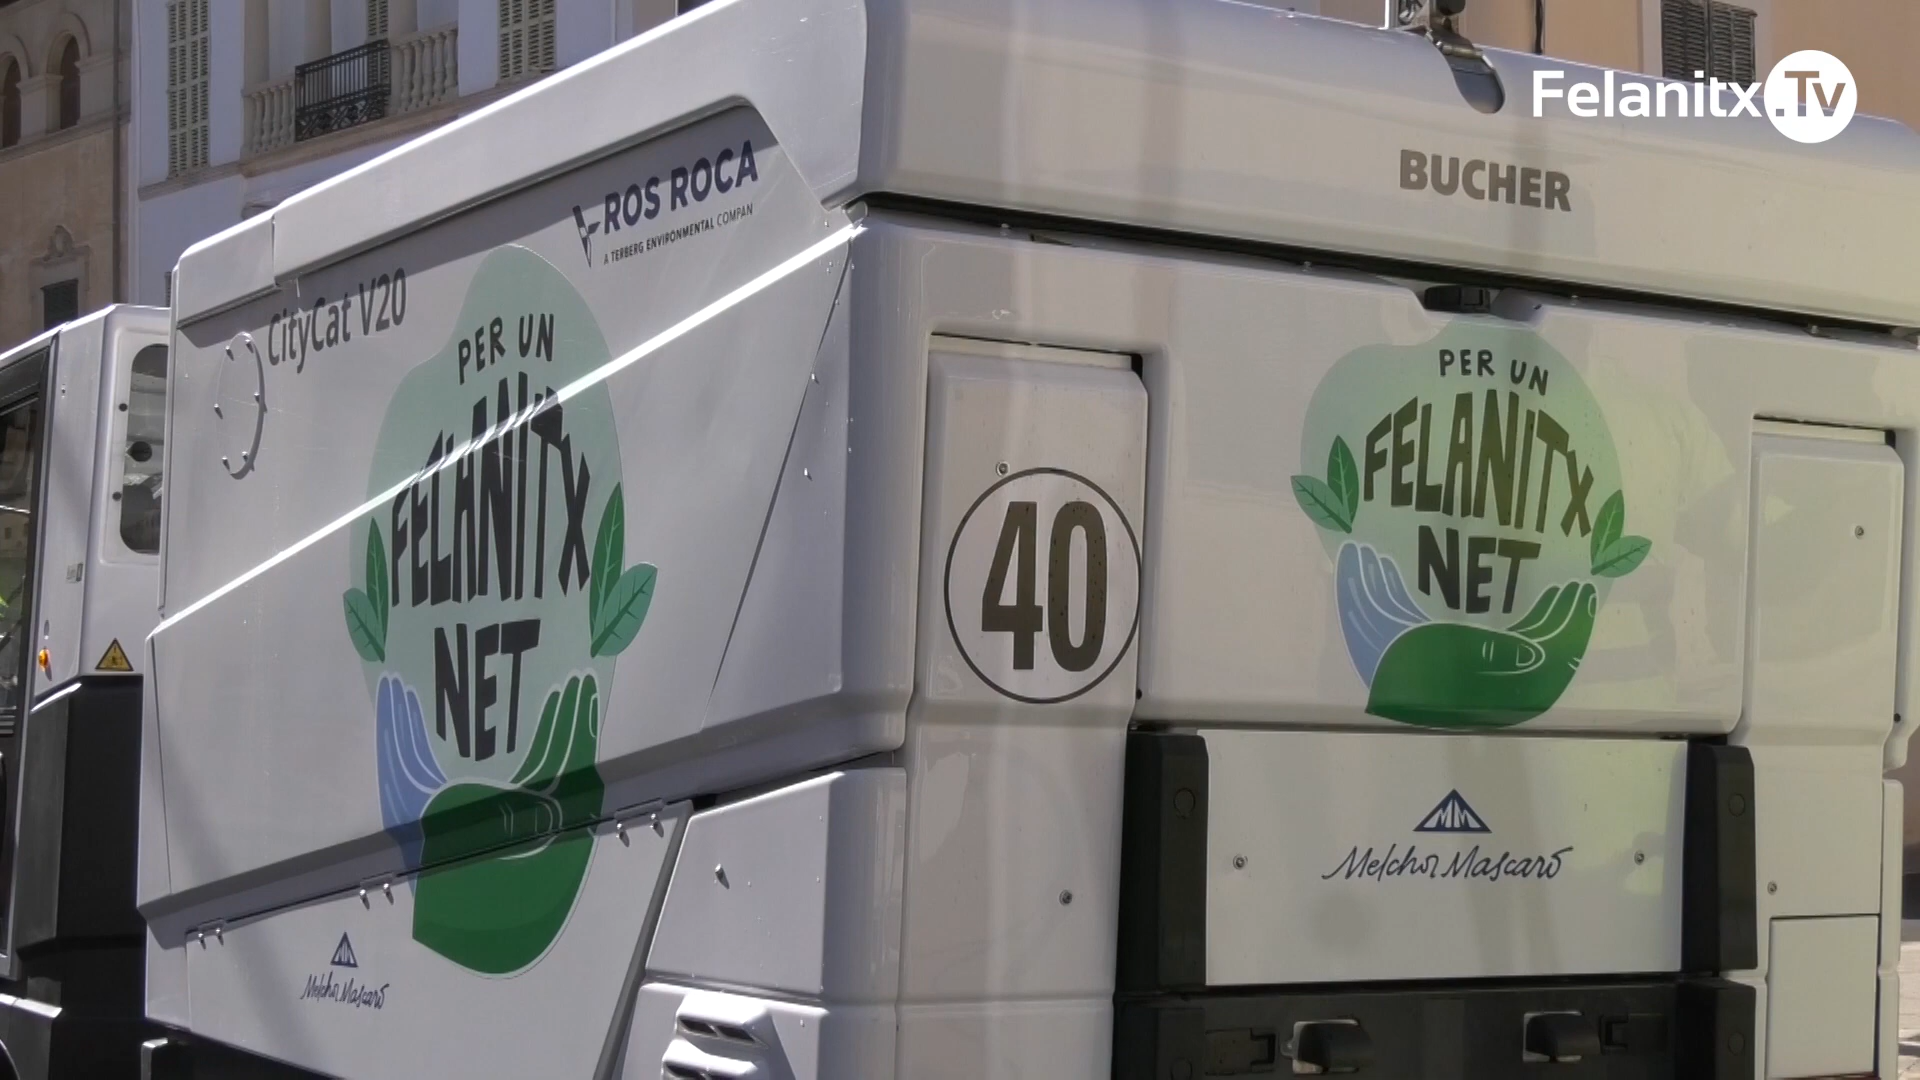 Felanitx.Tv
BUCHER
ROS ROCA
A TERBERG ENVIRONMENTAL COMPAN
CityCat V20
PER UN
FELANITX
NET
40
PER UN
FELANITX
NET
MM
Melchor Mascaró
MM
Melchor Mascaró